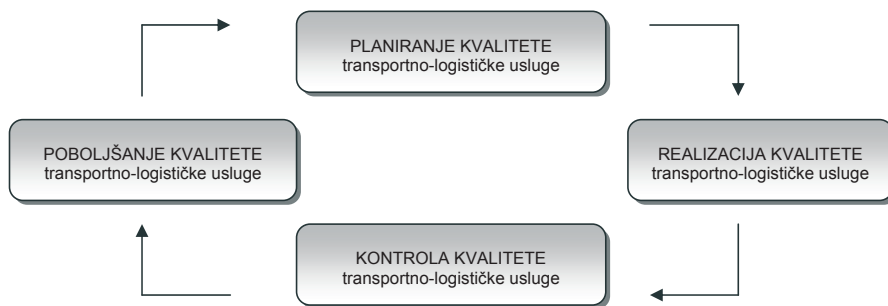 PLANIRANJE KVALITETE
transportno-logističke usluge
POBOLJŠANJE KVALITETE
transportno-logističke usluge
REALIZACIJA KVALITETE
transportno-logističke usluge
KONTROLA KVALITETE
transportno-logističke usluge